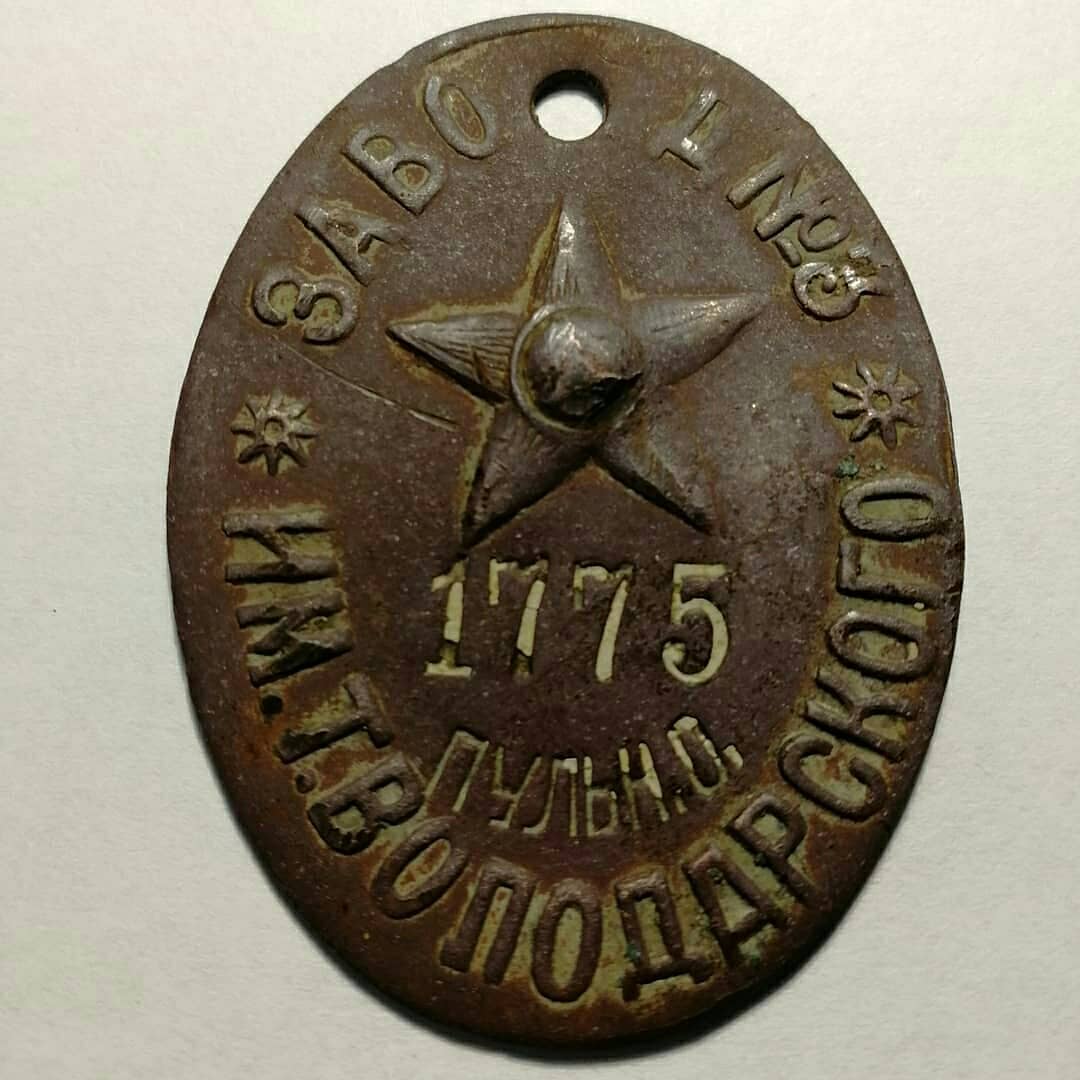 ЗАВОД №3
1775
ПУЛЬН.О.
ИМ.Т.ВОЛОДАРСКОГО